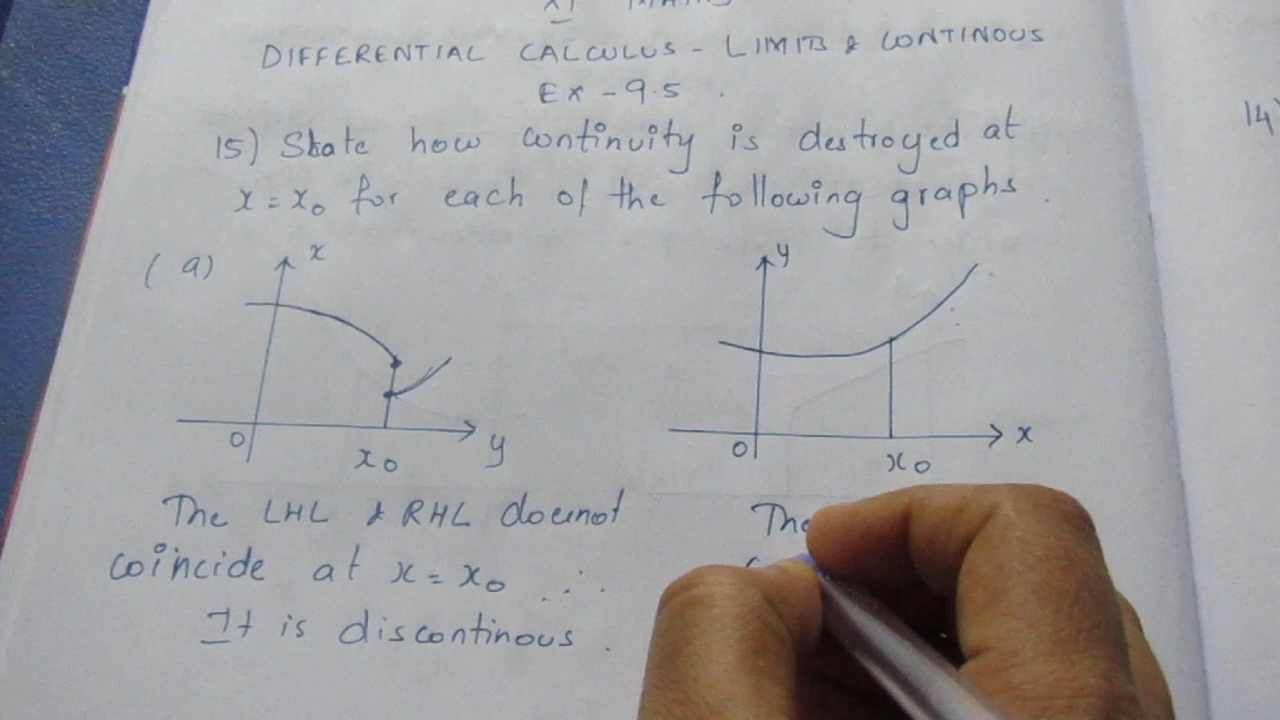 DIFFERENTIAL CALCULUS - LIMITS & CONTINOUS
EX - 9.5 .
15) State how continuity is destroyed at
x = x₀ for each of the following graphs .
(a)
x
0
x₀
y
y
0
x₀
x
The LHL & RHL doesnot
coincide at x = x₀ ∴
It is discontinous .
The
14)